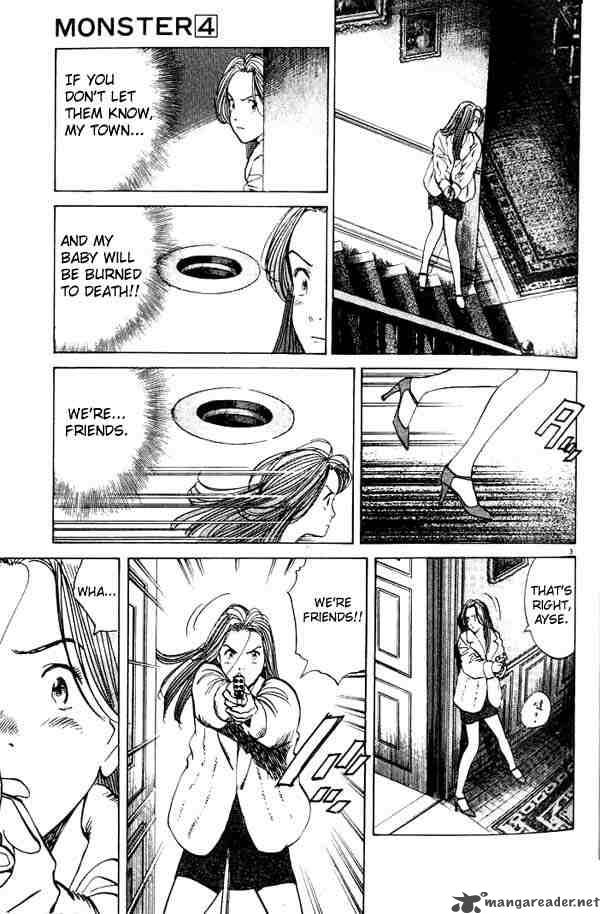 MONSTER 4
IF YOU
DON'T LET
THEM KNOW,
MY TOWN...
AND MY
BABY WILL
BE BURNED
TO DEATH!!
WE'RE...
FRIENDS.
3
THAT'S
RIGHT,
AYSE.
WE'RE
FRIENDS!!
WHA...
mangareader.net